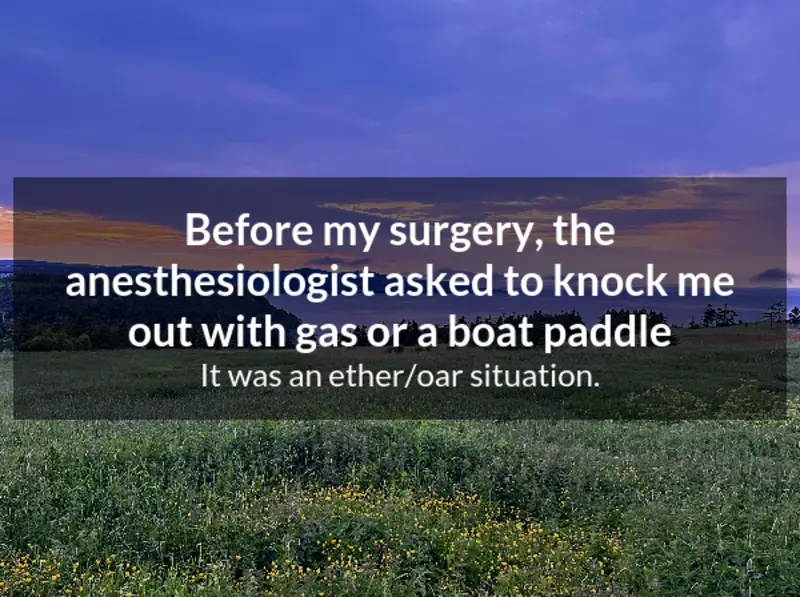 Before my surgery, the
anesthesiologist asked to knock me
out with gas or a boat paddle
It was an ether/oar situation.